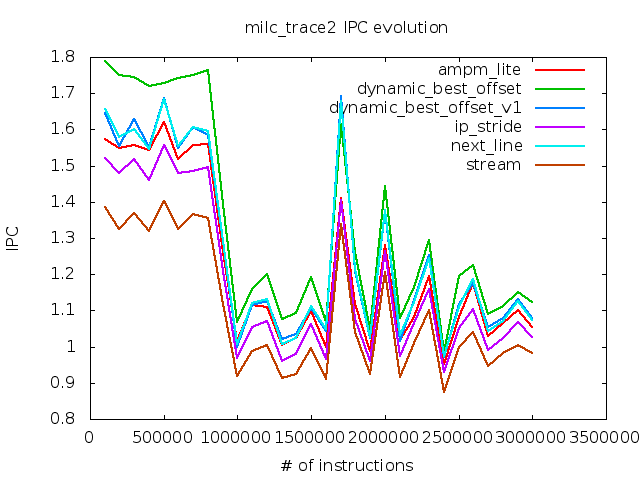 milc_trace2 IPC evolution
1.8
1.7
1.6
1.5
1.4
1.3
1.2
1.1
1
0.9
0.8
IPC
ampm_lite
dynamic_best_offset
dynamic_best_offset_v1
ip_stride
next_line
stream
0 500000 1000000 1500000 2000000 2500000 3000000 3500000
# of instructions